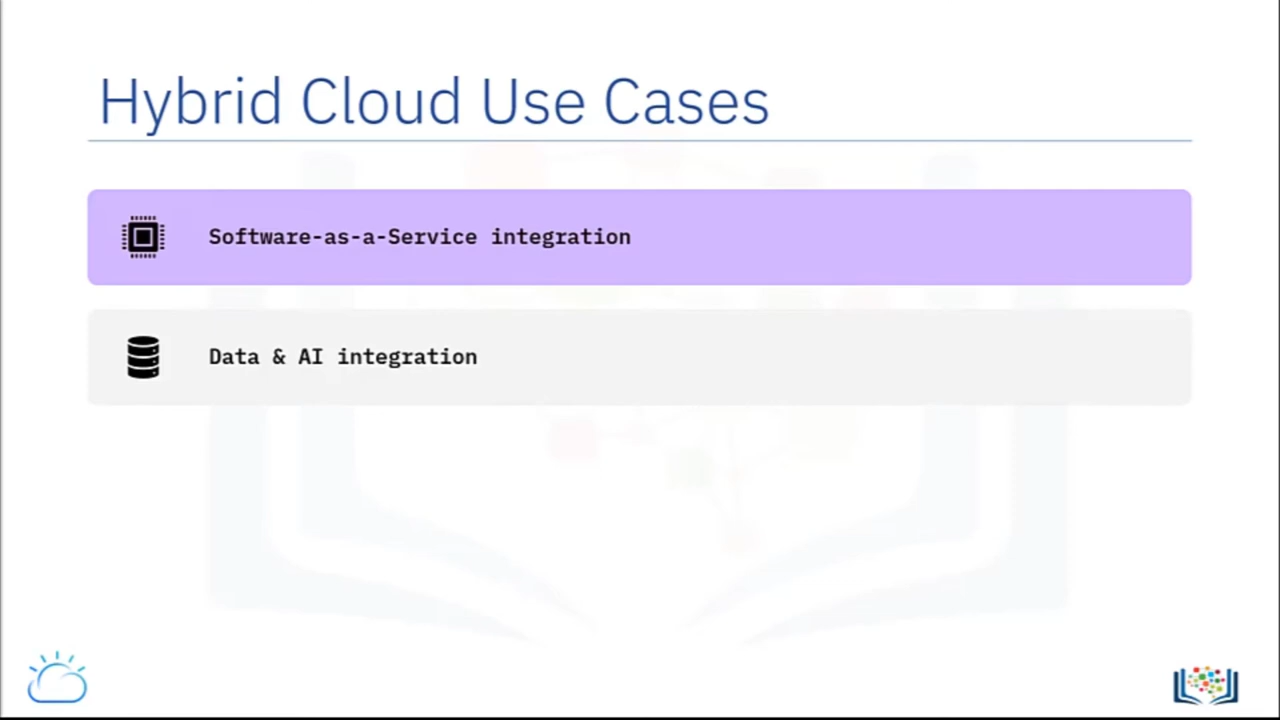 Hybrid Cloud Use Cases
Software-as-a-Service integration
Data & AI integration